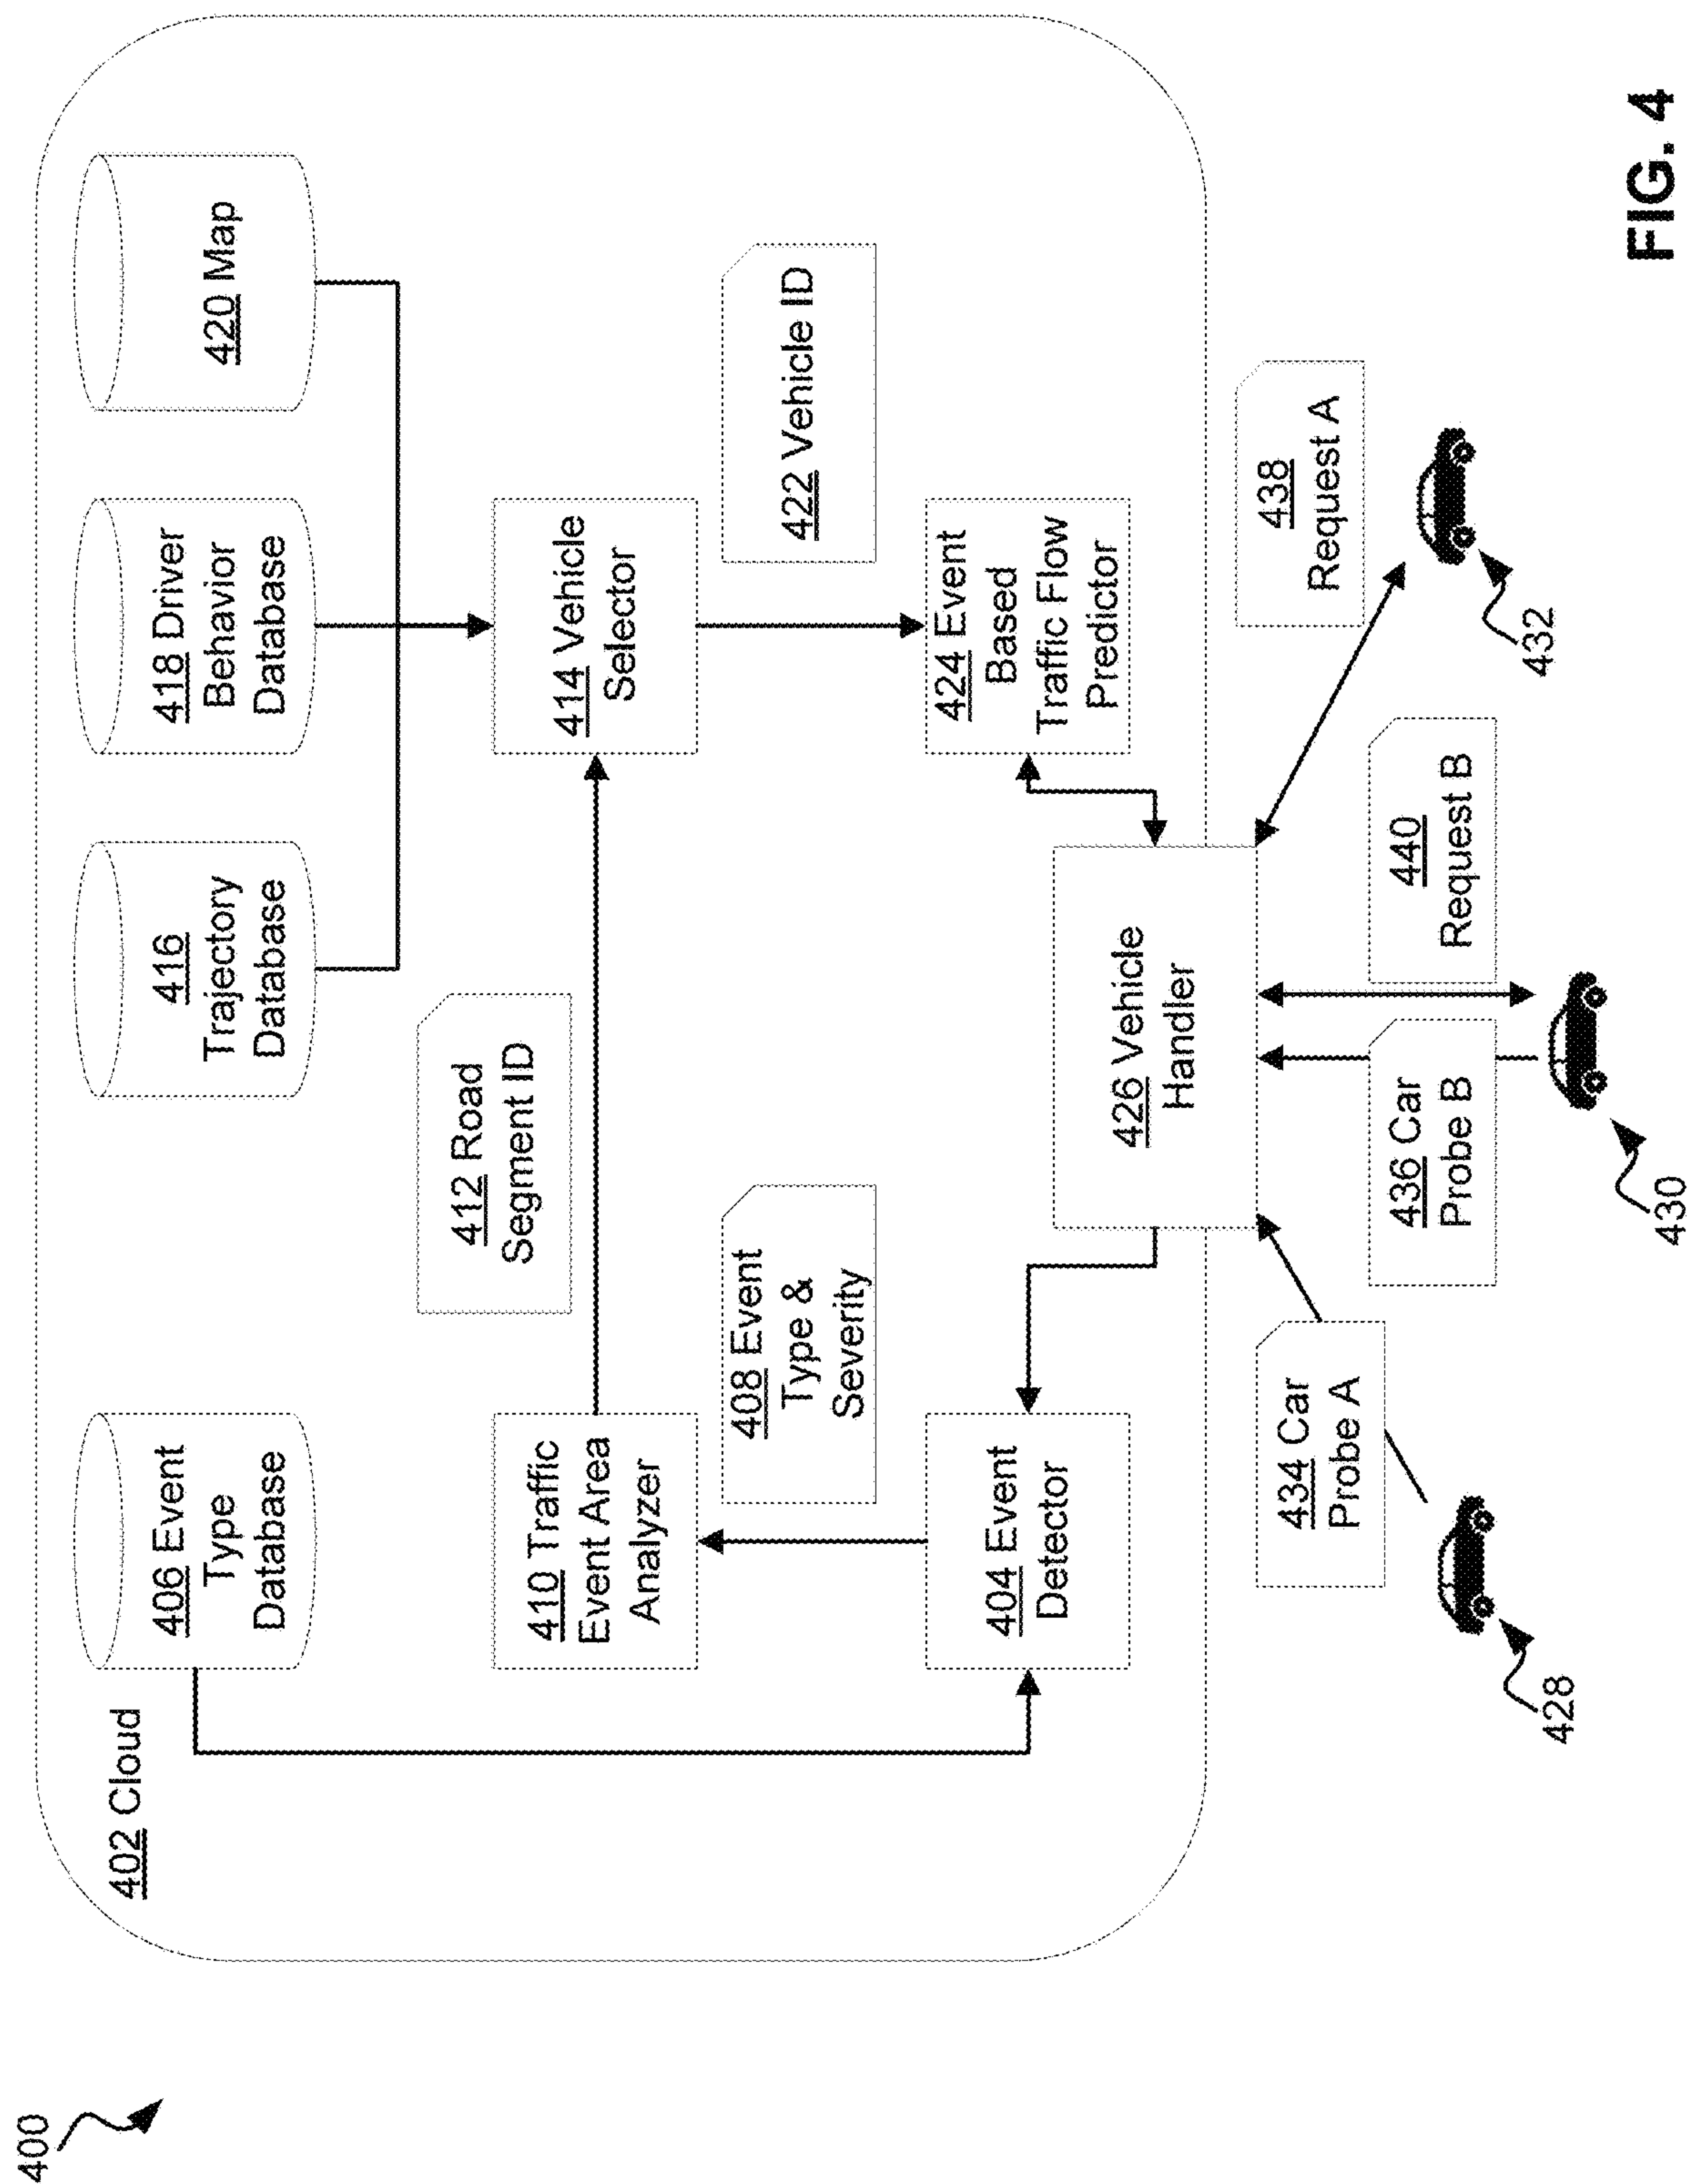 400
402 Cloud
406 Event
Type
Database
416
Trajectory
Database
418 Driver
Behavior
Database
420 Map
412 Road
Segment ID
410 Traffic
Event Area
Analyzer
414 Vehicle
Selector
408 Event
Type &
Severity
422 Vehicle ID
404 Event
Detector
424 Event
Based
Traffic Flow
Predictor
426 Vehicle
Handler
434 Car
Probe A
436 Car
Probe B
440
Request B
438
Request A
428
430
432
FIG. 4